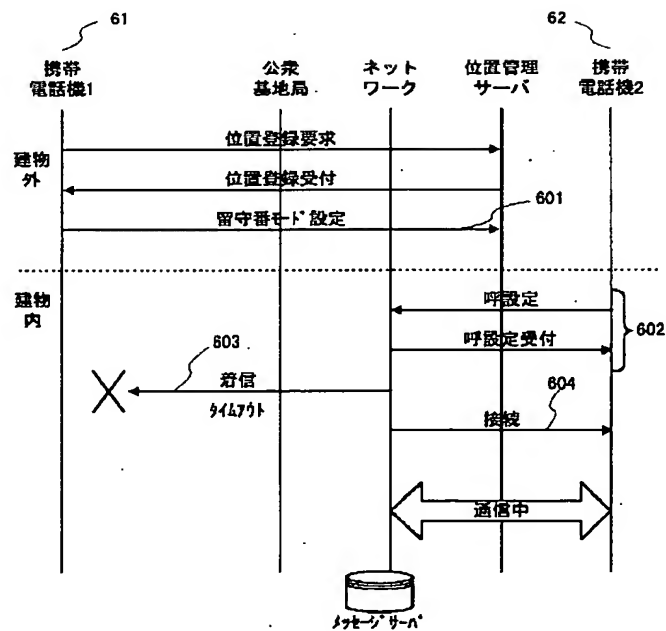 61
62
携帯
電話機1
公衆
基地局
ネット
ワーク
位置管理
サーバ
携帯
電話機2
建物
外
位置登録要求
位置登録受付
留守番モード設定
601
建物
内
呼設定
呼設定受付
602
603
着信
タイムアウト
604
接続
通信中
メッセージサーバ